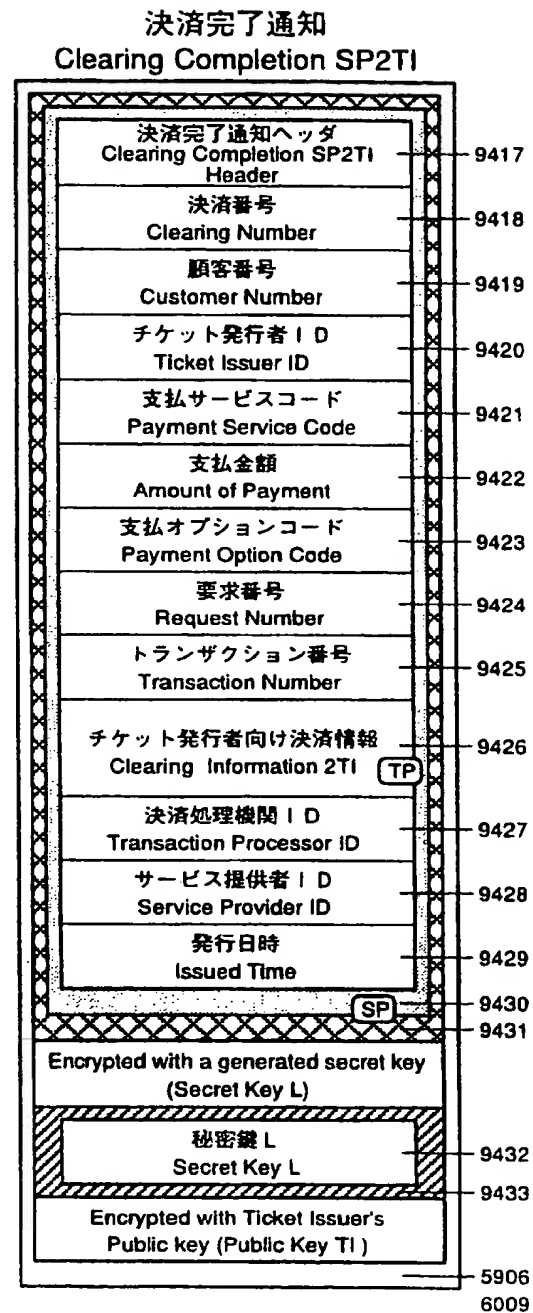 決済完了通知
Clearing Completion SP2TI
決済完了通知ヘッダ
Clearing Completion SP2TI
Header
9417
決済番号
Clearing Number
9418
顧客番号
Customer Number
9419
チケット発行者ID
Ticket Issuer ID
9420
支払サービスコード
Payment Service Code
9421
支払金額
Amount of Payment
9422
支払オプションコード
Payment Option Code
9423
要求番号
Request Number
9424
トランザクション番号
Transaction Number
9425
チケット発行者向け決済情報
Clearing Information 2TI
TP
9426
決済処理機関ID
Transaction Processor ID
9427
サービス提供者ID
Service Provider ID
9428
発行日時
Issued Time
9429
SP
9430
9431
Encrypted with a generated secret key
(Secret Key L)
秘密鍵L
Secret Key L
9432
9433
Encrypted with Ticket Issuer's
Public key (Public Key TI )
5906
6009